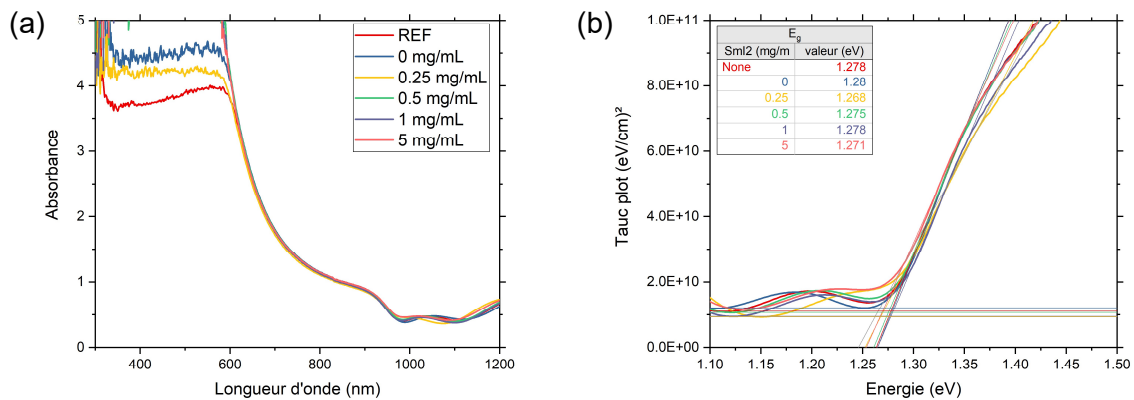 (a)
5
4
3
2
1
0
Absorbance
400 600 800 1000 1200
Longueur d'onde (nm)
REF
0 mg/mL
0.25 mg/mL
0.5 mg/mL
1 mg/mL
5 mg/mL
(b)
1.0E+11
8.0E+10
6.0E+10
4.0E+10
2.0E+10
0.0E+00
Tauc plot (eV/cm)²
1.10 1.15 1.20 1.25 1.30 1.35 1.40 1.45 1.50
Energie (eV)
Eg
SmI2 (mg/m valeur (eV)
None 1.278
0 1.28
0.25 1.268
0.5 1.275
1 1.278
5 1.271